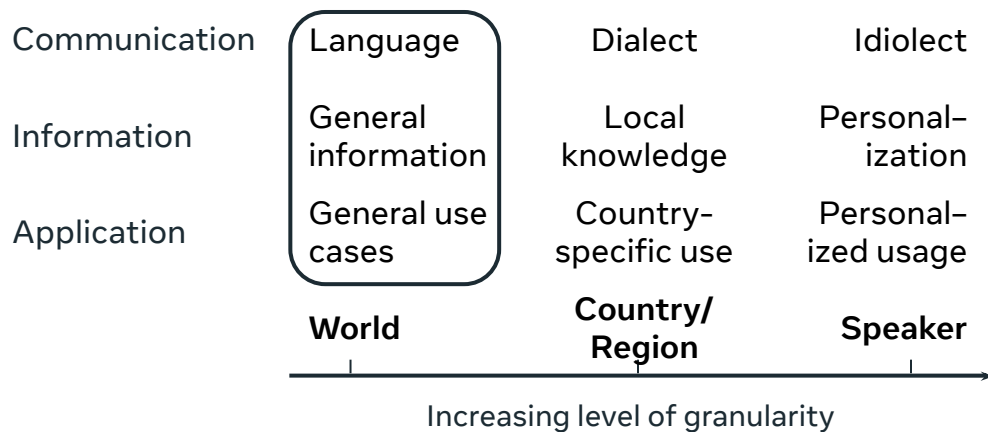 Communication
Language
Dialect
Idiolect
Information
General
information
Local
knowledge
Personal–
ization
Application
General use
cases
Country-
specific use
Personal–
ized usage
World
Country/
Region
Speaker
Increasing level of granularity